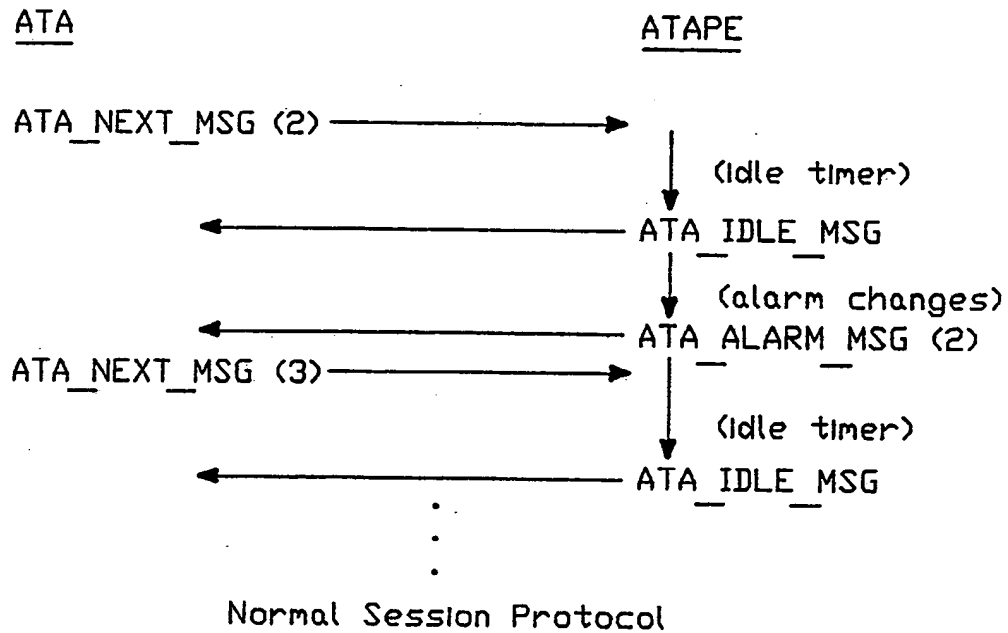 ATA
ATAPE
ATA_NEXT_MSG (2)
(idle timer)
ATA_IDLE_MSG
(alarm changes)
ATA_ALARM_MSG (2)
ATA_NEXT_MSG (3)
(idle timer)
ATA_IDLE_MSG
Normal Session Protocol